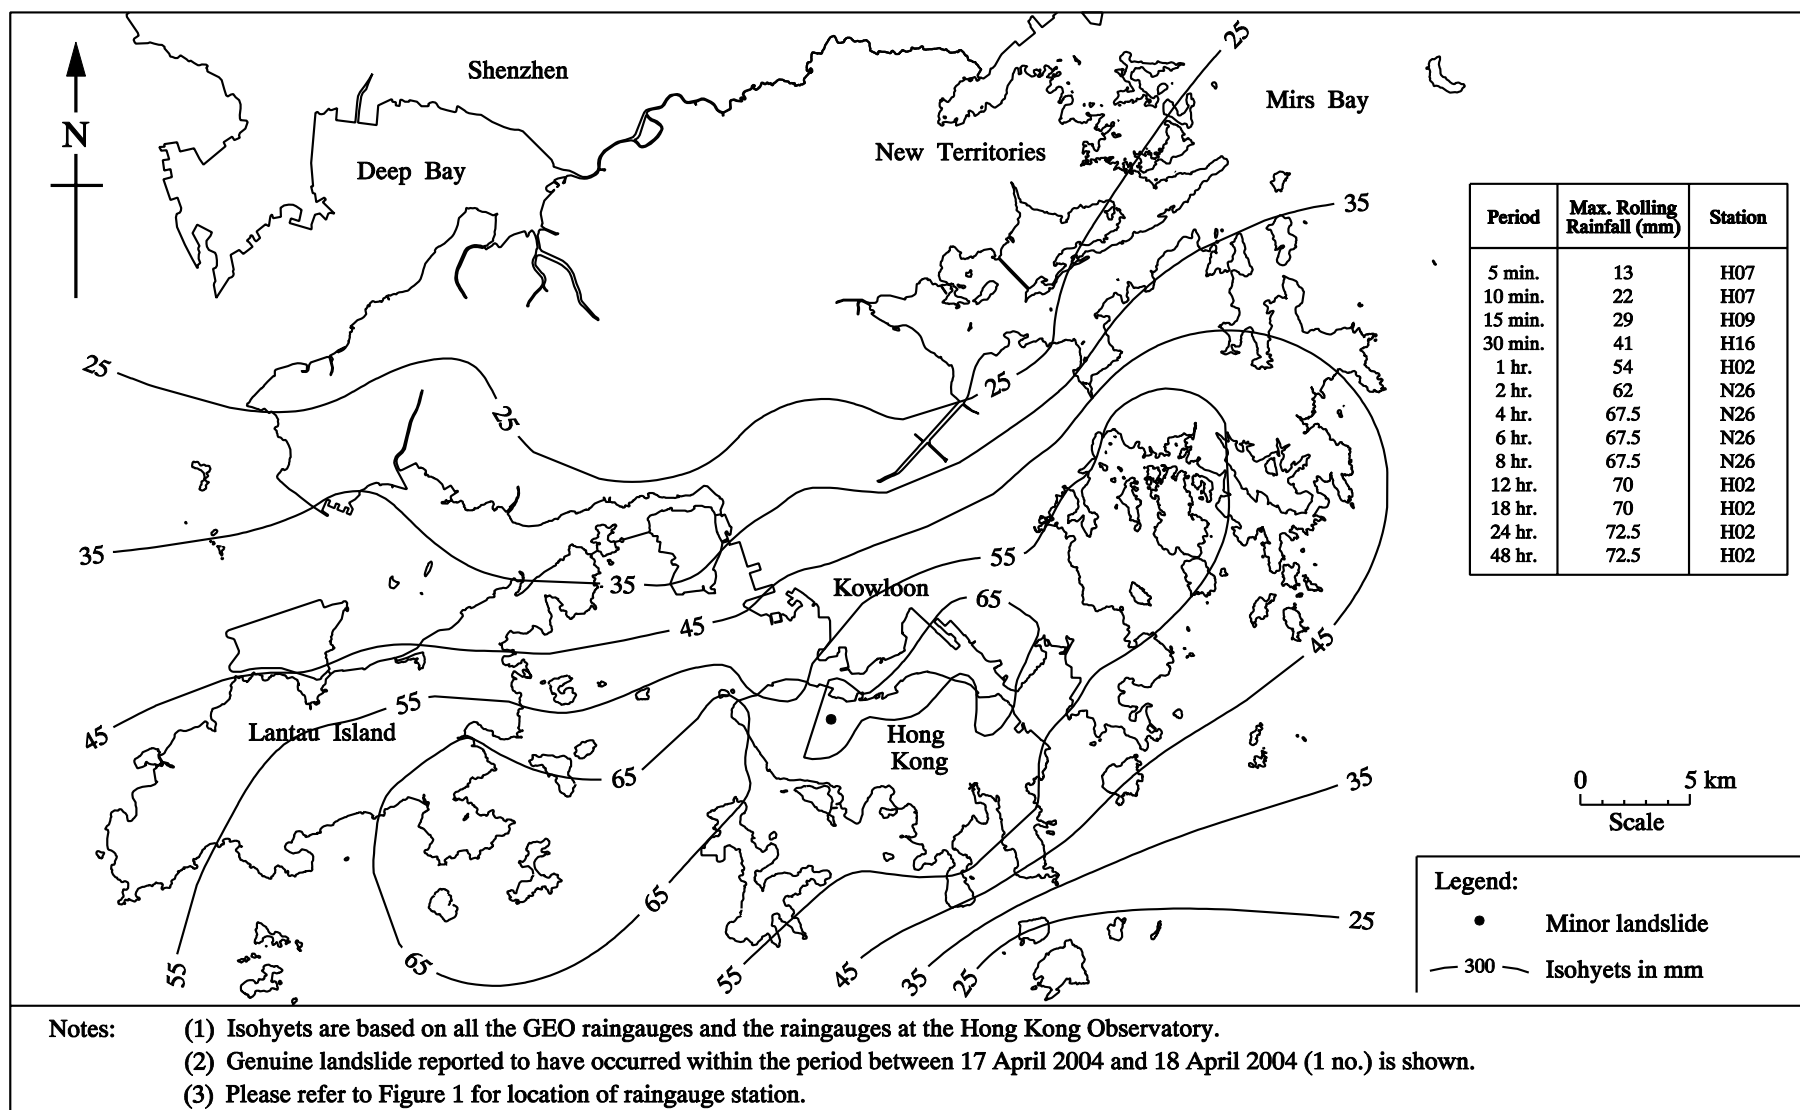 Shenzhen
25
Mirs Bay
N
New Territories
Deep Bay
35
Period Max. Rolling Rainfall (mm) Station
5 min. 13 H07
10 min. 22 H07
15 min. 29 H09
30 min. 41 H16
1 hr. 54 H02
2 hr. 62 N26
4 hr. 67.5 N26
6 hr. 67.5 N26
8 hr. 67.5 N26
12 hr. 70 H02
18 hr. 70 H02
24 hr. 72.5 H02
48 hr. 72.5 H02
25
25
25
35
55
35
Kowloon
65
45
45
55
45
Lantau Island
Hong
Kong
65
35
0 5 km
Scale
65
25
55
65
55
45
35
25
Legend:
Minor landslide
300 Isohyets in mm
Notes: (1) Isohyets are based on all the GEO raingauges and the raingauges at the Hong Kong Observatory.
(2) Genuine landslide reported to have occurred within the period between 17 April 2004 and 18 April 2004 (1 no.) is shown.
(3) Please refer to Figure 1 for location of raingauge station.